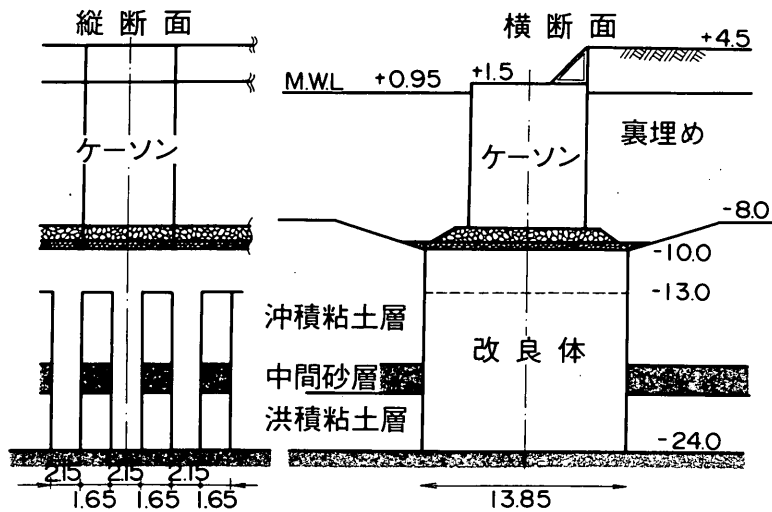 縦断面
横断面
+4.5
M.W.L
+0.95
+1.5
ケーソン
ケーソン
裏埋め
-8.0
-10.0
-13.0
沖積粘土層
改良体
中間砂層
洪積粘土層
-24.0
2.15 2.15 2.15
1.65 1.65 1.65
13.85